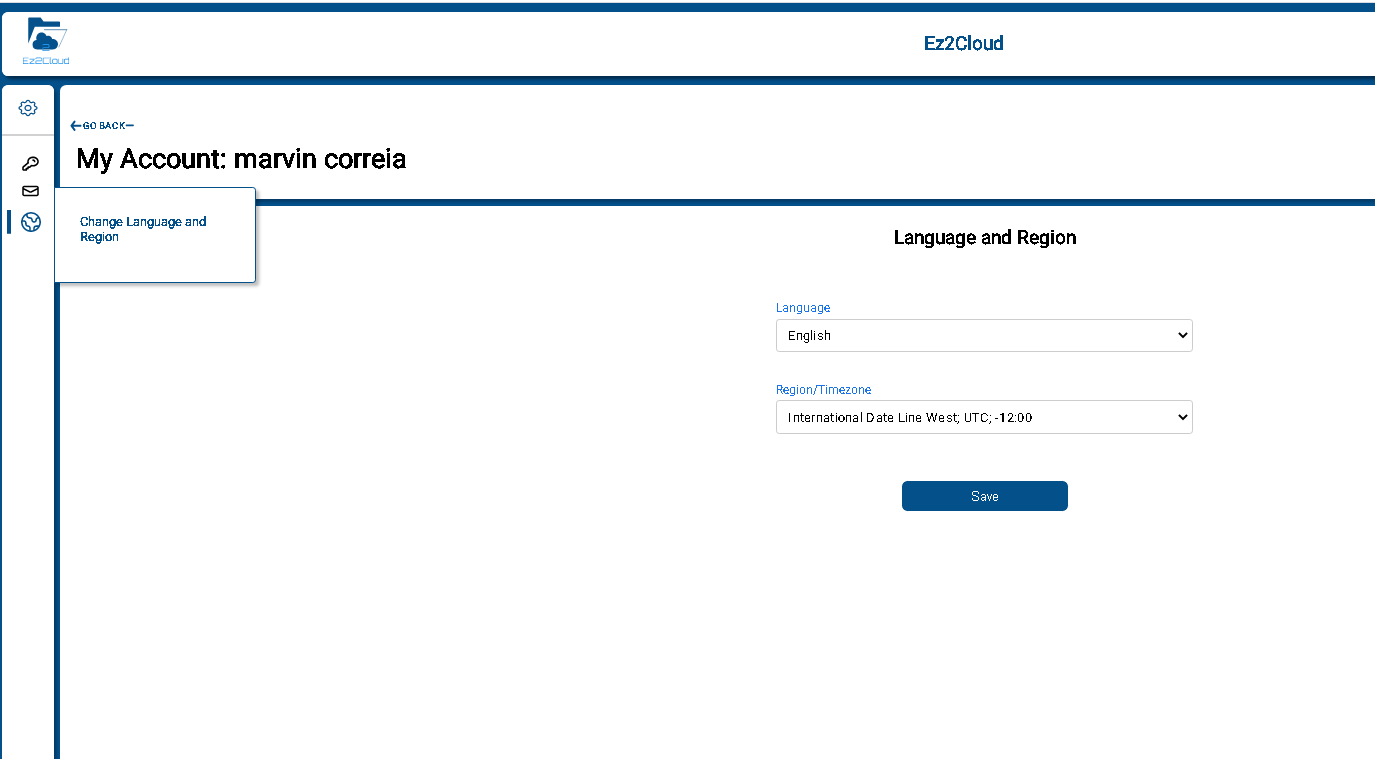 Ez2Cloud
Ez2Cloud
GO BACK
My Account: marvin correia
Change Language and
Region
Language and Region
Language
English
Region/Timezone
International Date Line West; UTC; -12:00
Save